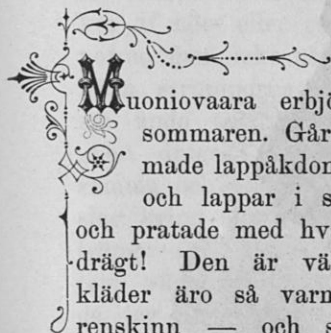 Muoniovaara erbjö
sommaren. Går
made lappåkdon
och lappar i s
och pratade med hv
drägt! Den är vä
kläder äro så varm
renskinn — och s